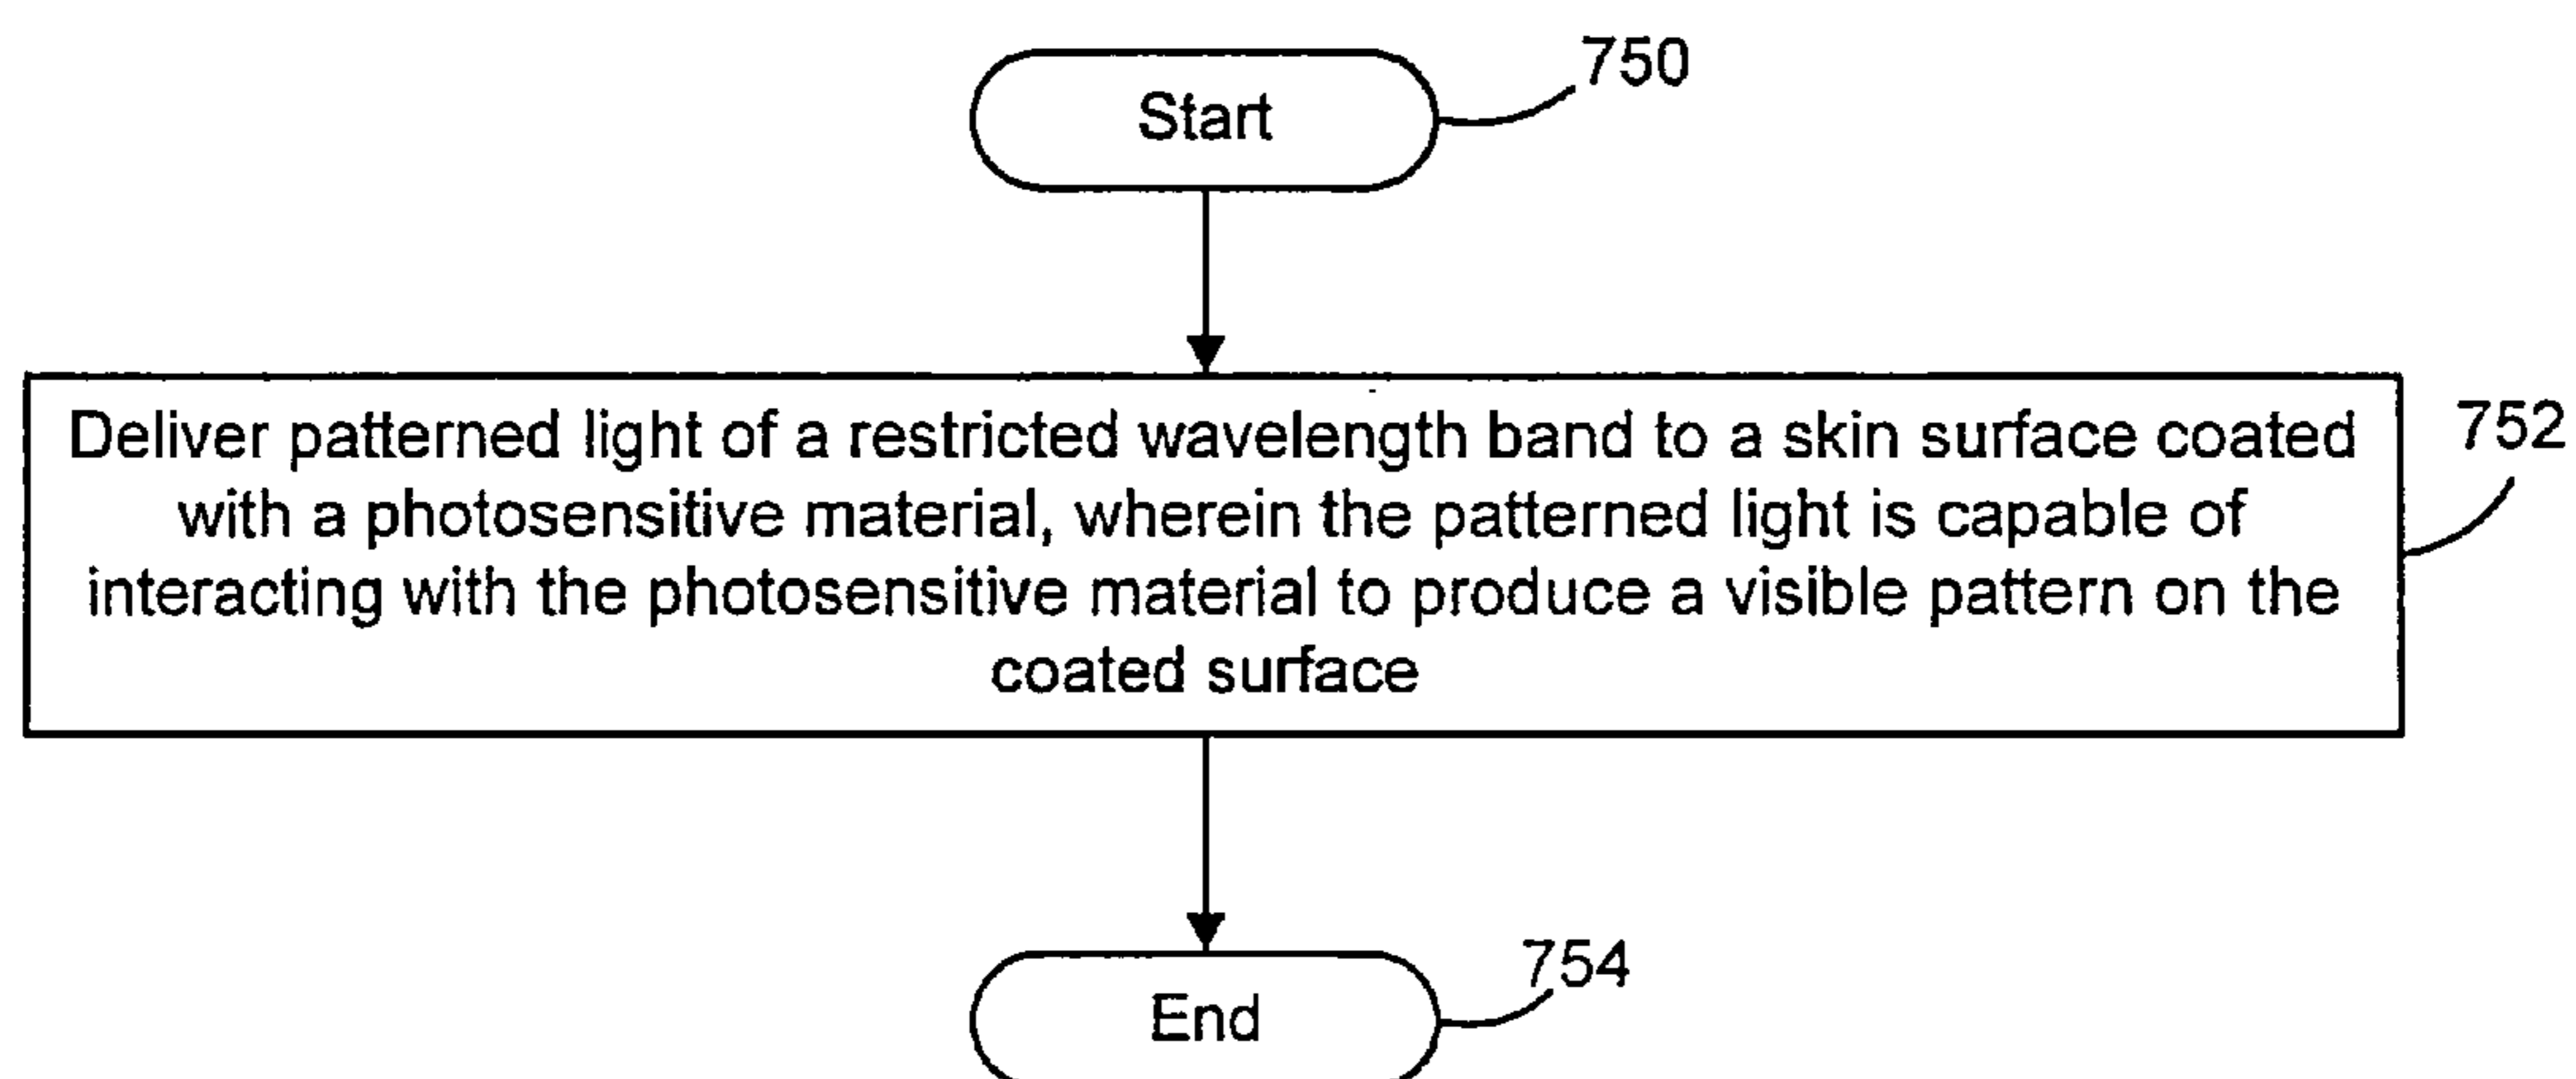 750
Start
Deliver patterned light of a restricted wavelength band to a skin surface coated
752
with a photosensitive material, wherein the patterned light is capable of
interacting with the photosensitive material to produce a visible pattern on the
coated surface
754
End